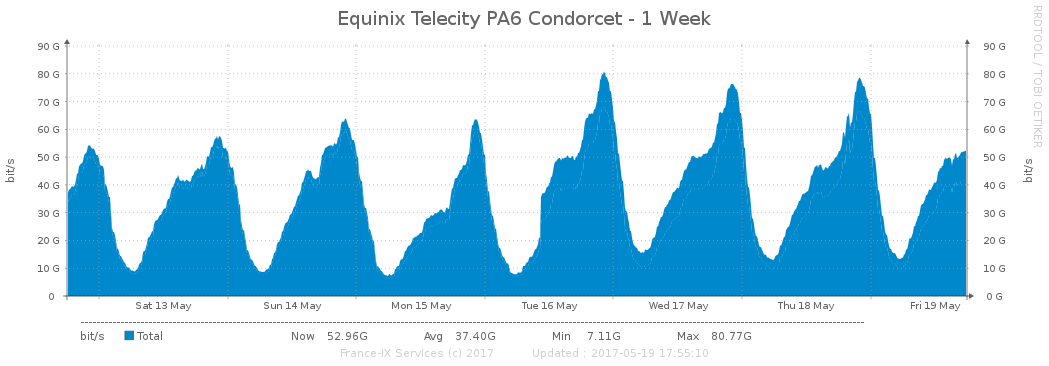 Equinix Telecity PA6 Condorcet - 1 Week
RRDTOOL / TOBI OETIKER
bit/s
90 G
80 G
70 G
60 G
50 G
40 G
30 G
20 G
10 G
0
90 G
80 G
70 G
60 G
50 G
40 G
30 G
20 G
10 G
0 G
bit/s
Sat 13 May Sun 14 May Mon 15 May Tue 16 May Wed 17 May Thu 18 May Fri 19 May
bit/s Total Now 52.96G Avg 37.40G Min 7.11G Max 80.77G
France-IX Services (c) 2017 Updated : 2017-05-19 17:55:10